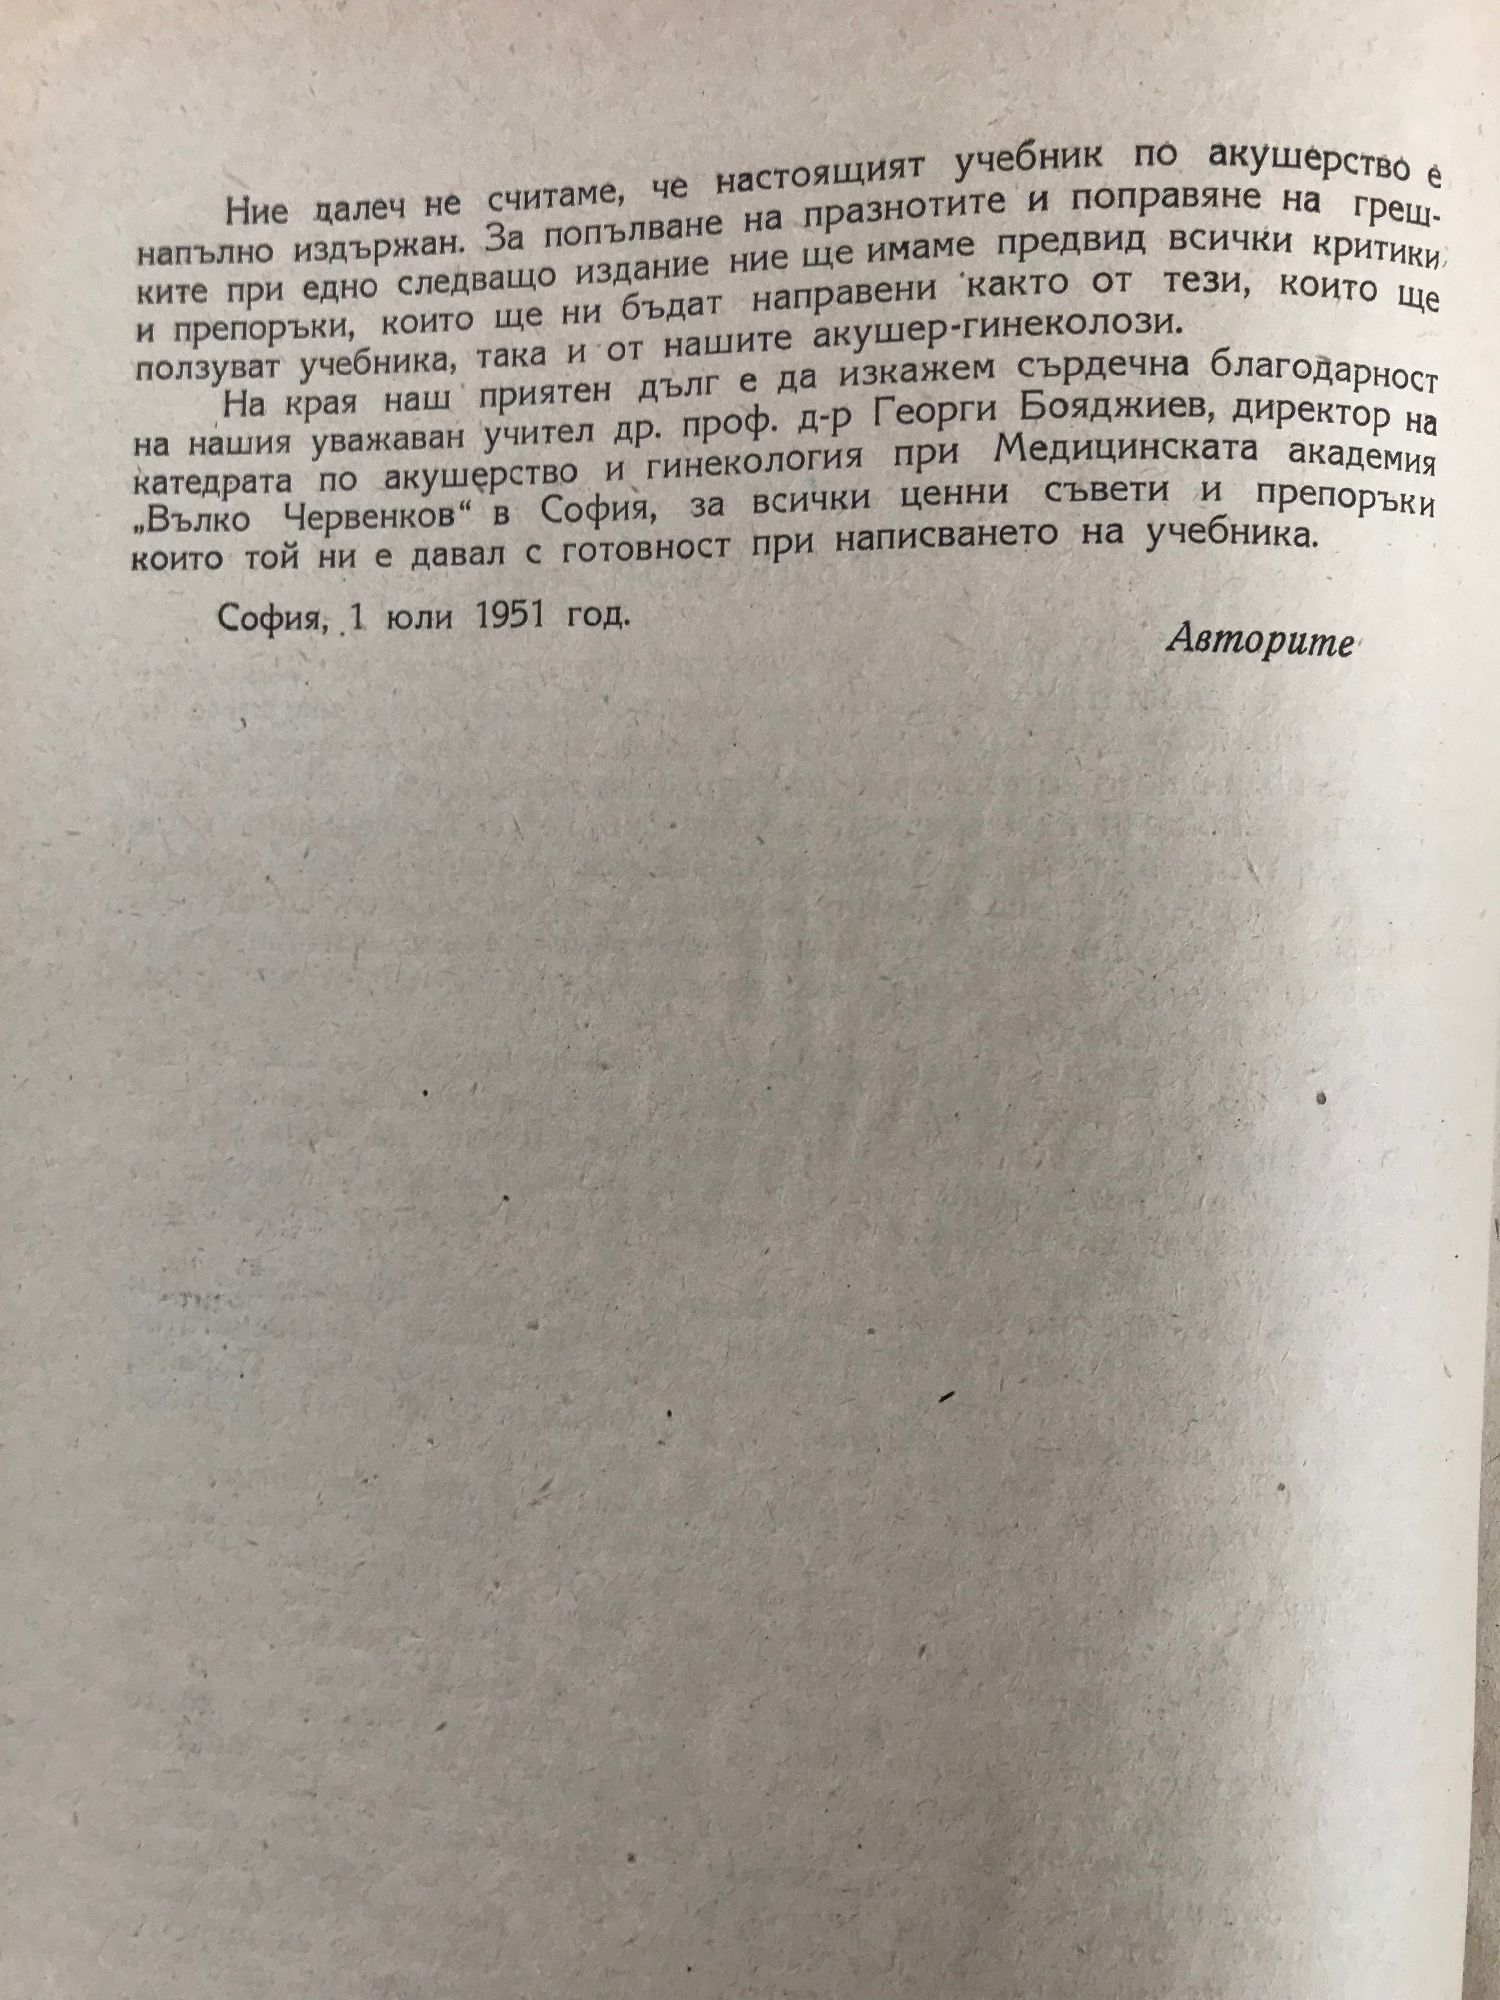 Ние далеч не считаме, че настоящият учебник по акушерство е
напълно издържан. За попълване на празнотите и поправяне на греш-
ките при едно следващо издание ние ще имаме предвид всички критики
и препоръки, които ще ни бъдат направени както от тези, които ще
ползуват учебника, така и от нашите акушер-гинеколози.
На края наш приятен дълг е да изкажем сърдечна благодарност
на нашия уважаван учител др. проф. д-р Георги Бояджиев, директор на
катедрата по акушерство и гинекология при Медицинската академия
„Вълко Червенков“ в София, за всички ценни съвети и препоръки
които той ни е давал с готовност при написването на учебника.
София, 1 юли 1951 год.
Авторите